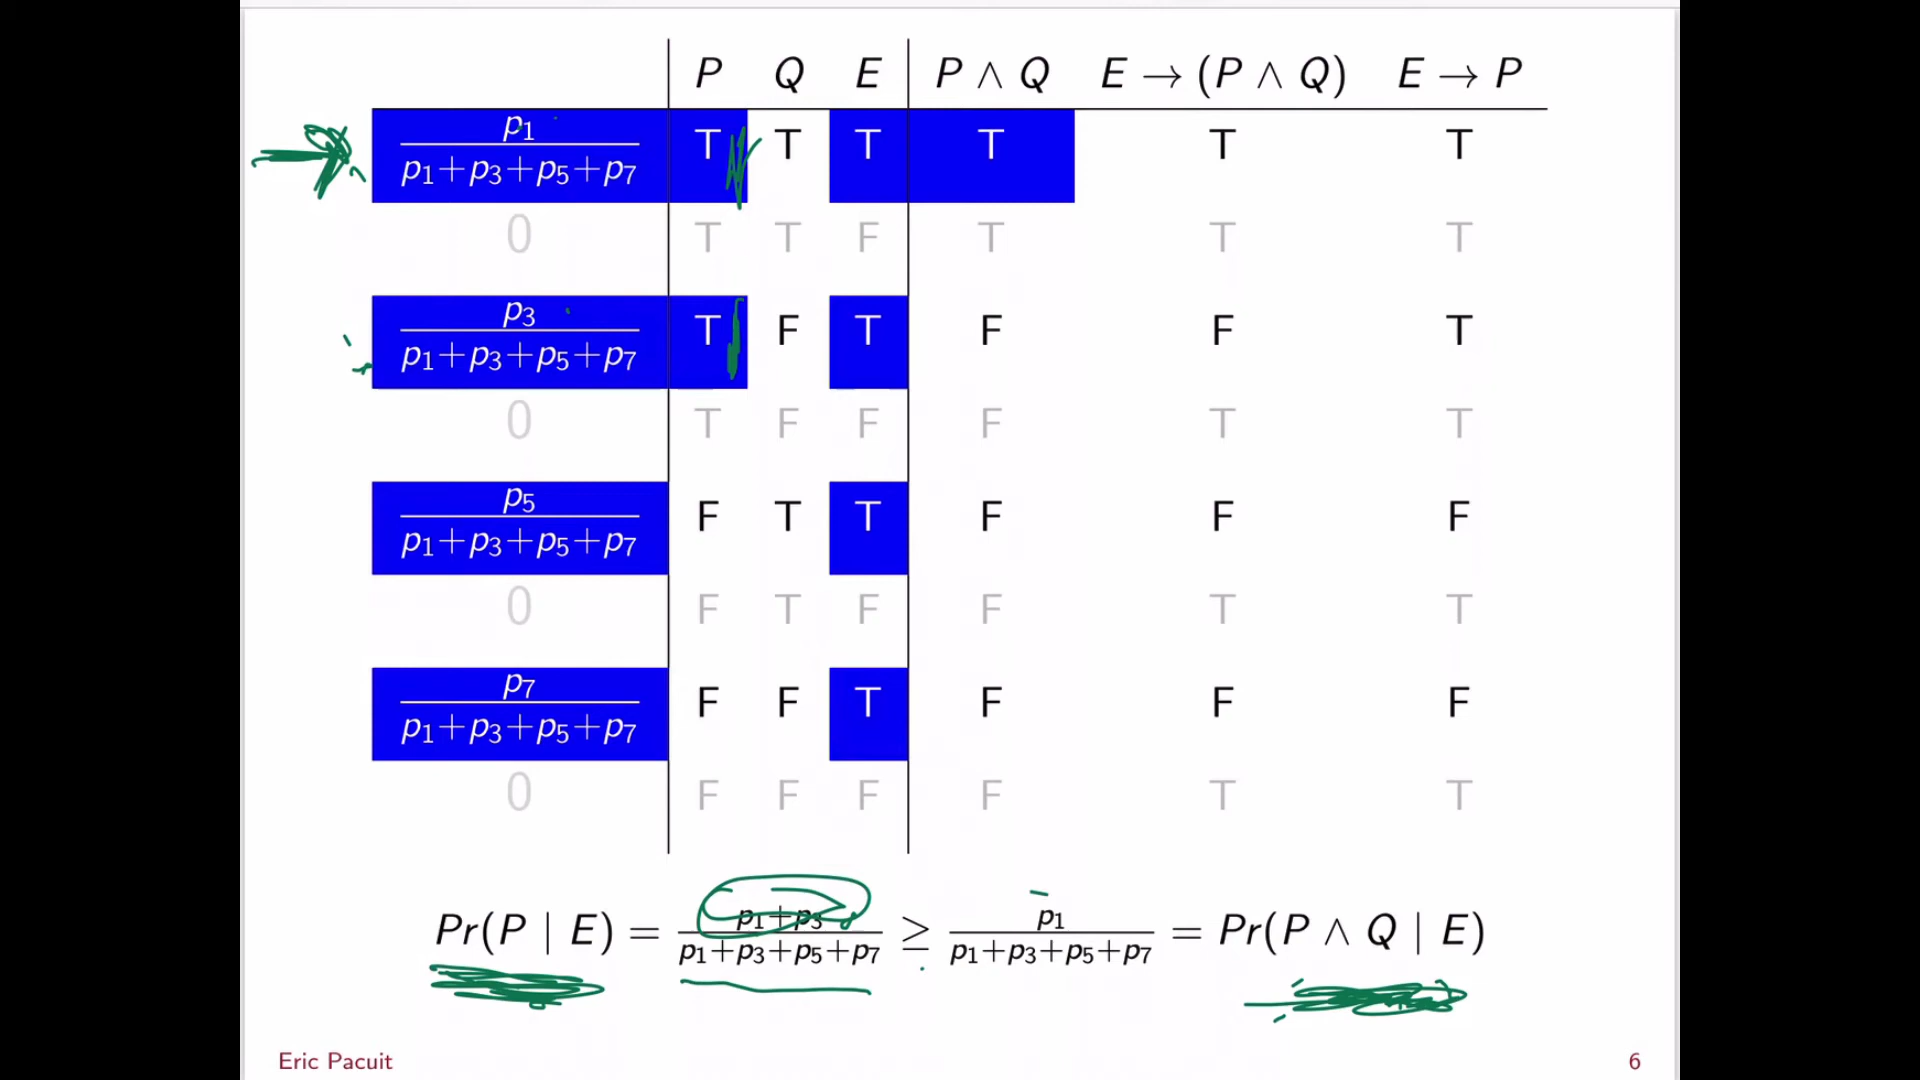 P Q E P ∧ Q E → (P ∧ Q) E → P
p₁/(p₁+p₃+p₅+p₇) T T T T T T
0 T T F T T T
p₃/(p₁+p₃+p₅+p₇) T F T F F T
0 T F F F T T
p₅/(p₁+p₃+p₅+p₇) F T T F F F
0 F T F F T T
p₇/(p₁+p₃+p₅+p₇) F F T F F F
0 F F F F T T
Pr(P | E) = (p₁+p₃)/(p₁+p₃+p₅+p₇) ≥ p₁/(p₁+p₃+p₅+p₇) = Pr(P ∧ Q | E)
Eric Pacuit 6